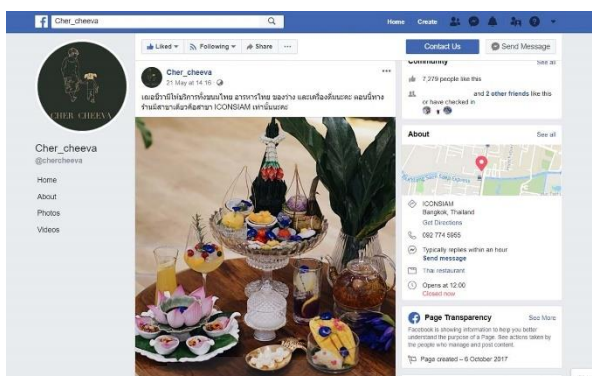 Cher_cheeva
Home
Create
CHER CHEEVA
Cher_cheeva
@chercheeva
Home
About
Photos
Videos
Liked
Following
Share
Contact Us
Send Message
Cher_cheeva
21 May at 14:16
เฌอชีวามีให้บริการทั้งขนมไทย อาหารไทย ของว่าง และเครื่องดื่มนะคะ ตอนนี้ทาง
ร้านมีสาขาเดียวคือสาขา ICONSIAM เท่านั้นนะคะ
Community
See all
7,279 people like this
and 2 other friends like this
or have checked in
About
See all
ICONSIAM
Bangkok, Thailand
Get Directions
092 774 5955
Typically replies within an hour
Send message
Thai restaurant
Opens at 12:00
Closed now
Page Transparency
See More
Facebook is showing information to help you better
understand the purpose of a Page. See actions taken by
the people who manage and post content.
Page created – 6 October 2017